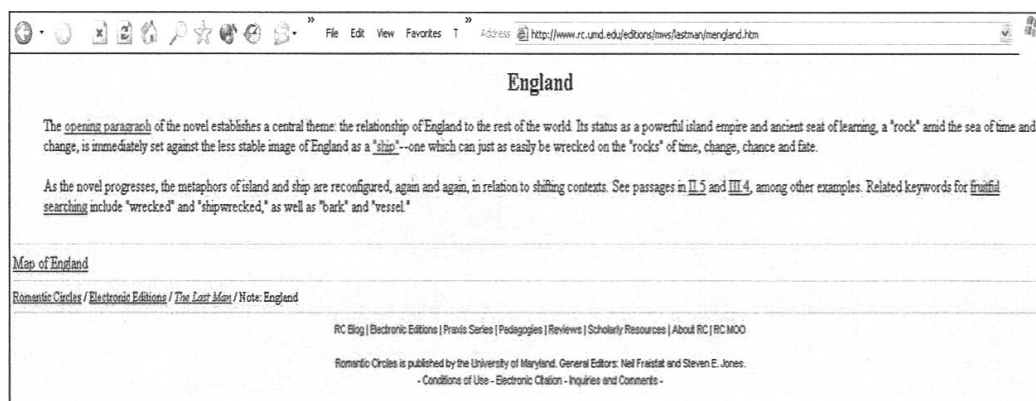 »
»
File Edit View Favorites T Address http://www.rc.umd.edu/editions/mws/lastman/mengland.htm
England
The opening paragraph of the novel establishes a central theme: the relationship of England to the rest of the world. Its status as a powerful island empire and ancient seat of learning, a "rock" amid the sea of time and
change, is immediately set against the less stable image of England as a "ship"--one which can just as easily be wrecked on the "rocks" of time, change, chance and fate.
As the novel progresses, the metaphors of island and ship are reconfigured, again and again, in relation to shifting contexts. See passages in II.5 and III.4, among other examples. Related keywords for fruitful
searching include "wrecked" and "shipwrecked," as well as "bark" and "vessel."
Map of England
Romantic Circles / Electronic Editions / The Last Man / Note: England
RC Blog | Electronic Editions | Praxis Series | Pedagogies | Reviews | Scholarly Resources | About RC | RC MOO
Romantic Circles is published by the University of Maryland. General Editors: Neil Fraistat and Steven E. Jones.
- Conditions of Use - Electronic Citation - Inquiries and Comments -